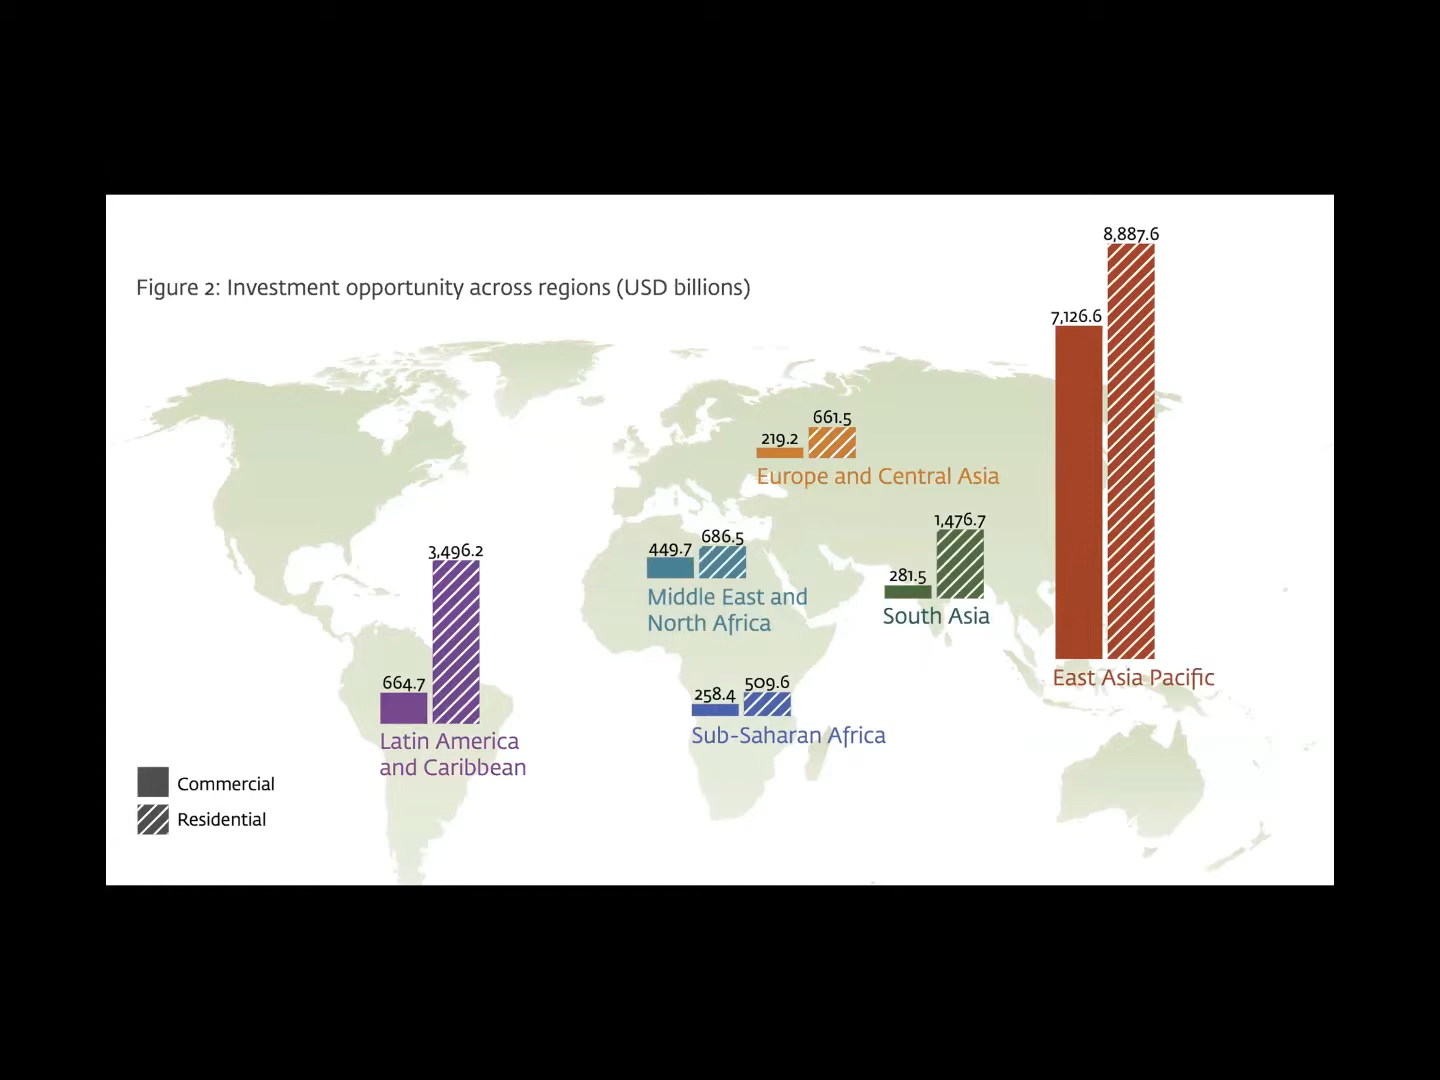 Figure 2: Investment opportunity across regions (USD billions)
8,887.6
7,126.6
East Asia Pacific
661.5
219.2
Europe and Central Asia
1,476.7
281.5
South Asia
686.5
449.7
Middle East and
North Africa
3,496.2
664.7
Latin America
and Caribbean
509.6
258.4
Sub-Saharan Africa
Commercial
Residential